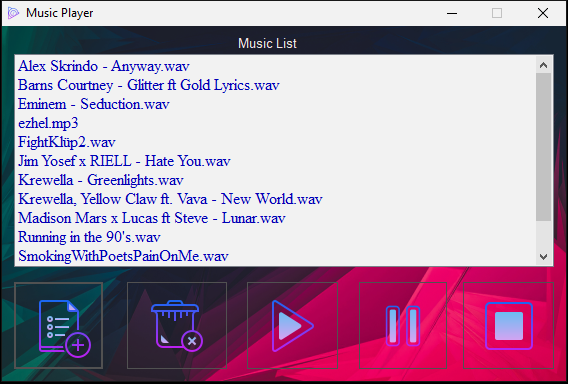 Music Player
Music List
Alex Skrindo - Anyway.wav
Barns Courtney - Glitter ft Gold Lyrics.wav
Eminem - Seduction.wav
ezhel.mp3
FightKlüp2.wav
Jim Yosef x RIELL - Hate You.wav
Krewella - Greenlights.wav
Krewella, Yellow Claw ft. Vava - New World.wav
Madison Mars x Lucas ft Steve - Lunar.wav
Running in the 90's.wav
SmokingWithPoetsPainOnMe.wav